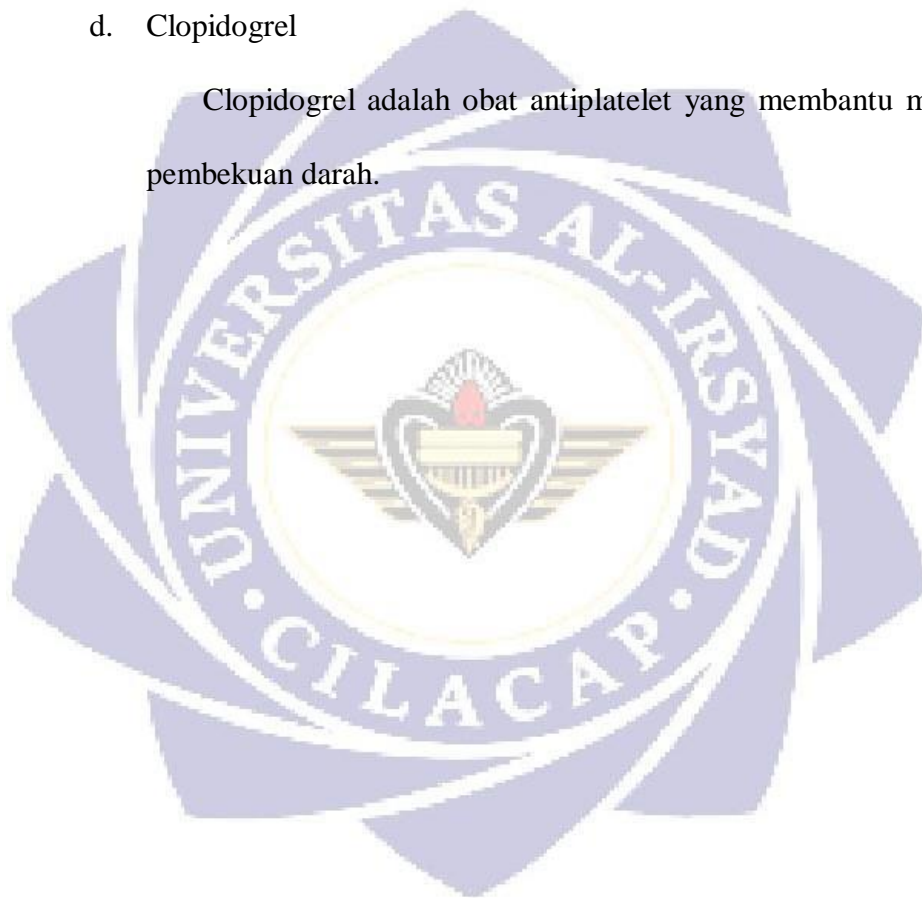 d. Clopidogrel
Clopidogrel adalah obat antiplatelet yang membantu
pembekuan darah.
UNIVERSITAS AL-IRSYAD
CILACAP